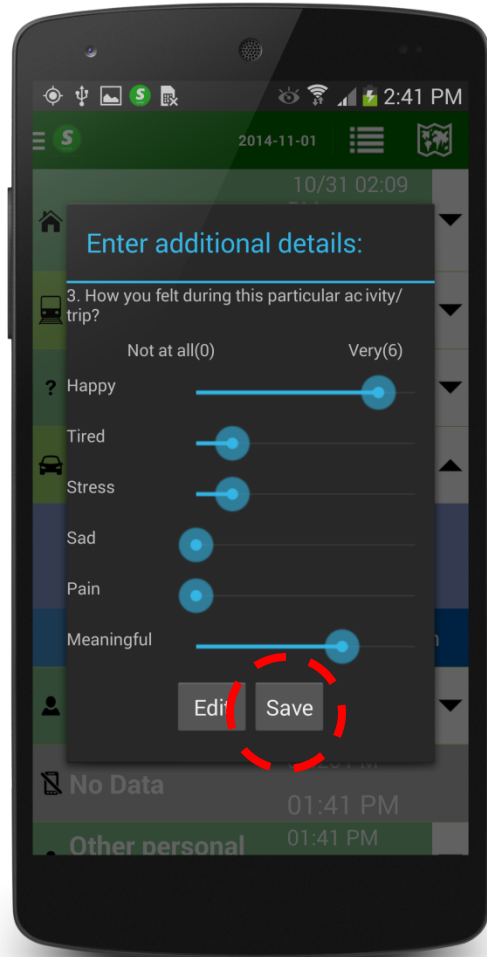 S 2:41 PM
S 2014-11-01
10/31 02:09
Enter additional details:
3. How you felt during this particular ac ivity/
trip?
Not at all(0) Very(6)
? Happy
Tired
Stress
Sad
Pain
Meaningful
Edit Save
No Data
01:41 PM
Other personal 01:41 PM